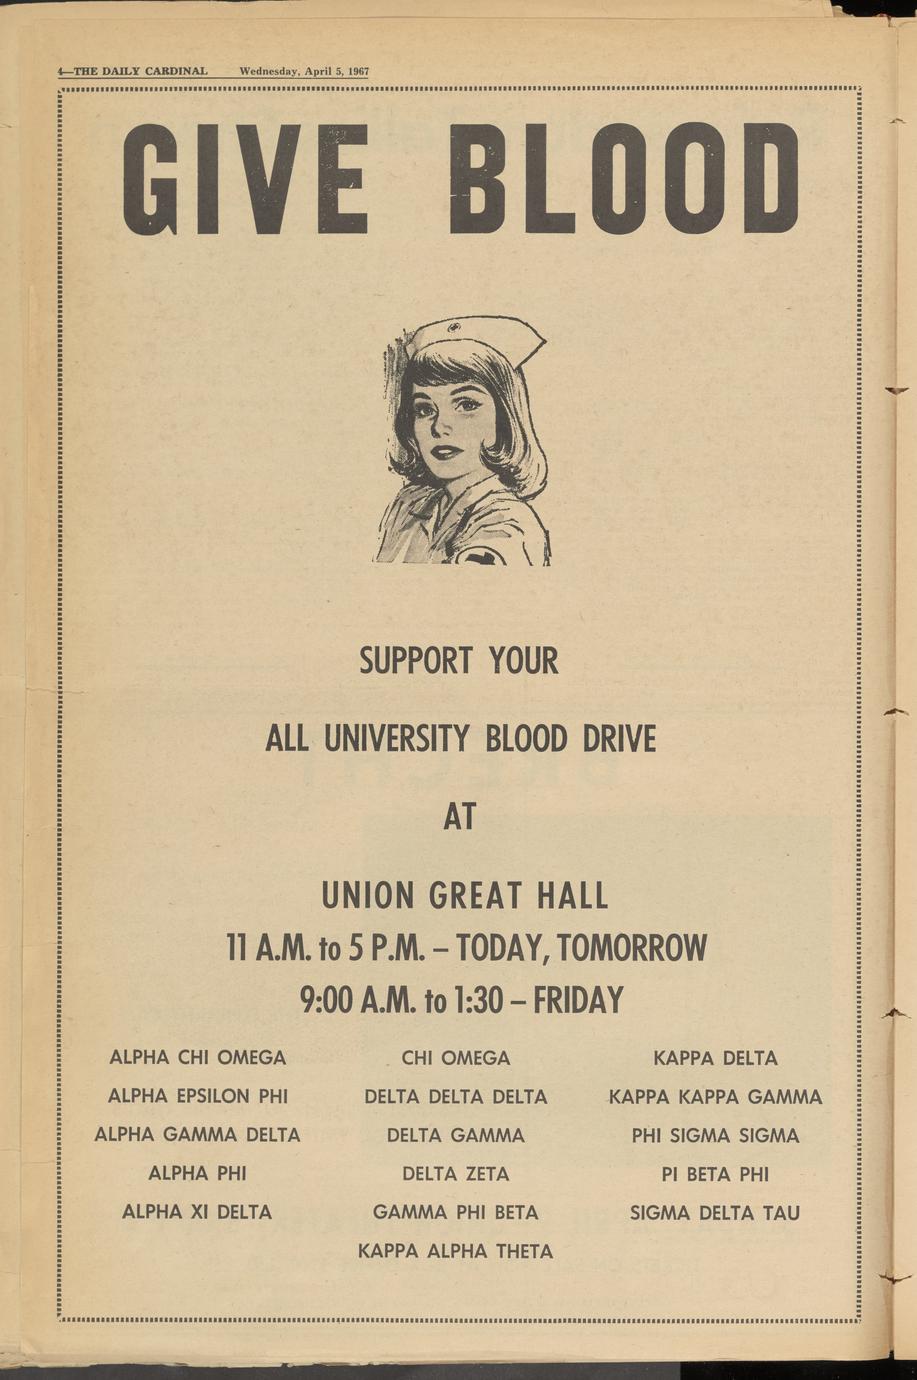 4—THE DAILY CARDINAL Wednesday, April 5, 1967
GIVE BLOOD
SUPPORT YOUR
ALL UNIVERSITY BLOOD DRIVE
AT
UNION GREAT HALL
11 A.M. to 5 P.M. – TODAY, TOMORROW
9:00 A.M. to 1:30 – FRIDAY
ALPHA CHI OMEGA
ALPHA EPSILON PHI
ALPHA GAMMA DELTA
ALPHA PHI
ALPHA XI DELTA
CHI OMEGA
DELTA DELTA DELTA
DELTA GAMMA
DELTA ZETA
GAMMA PHI BETA
KAPPA ALPHA THETA
KAPPA DELTA
KAPPA KAPPA GAMMA
PHI SIGMA SIGMA
PI BETA PHI
SIGMA DELTA TAU